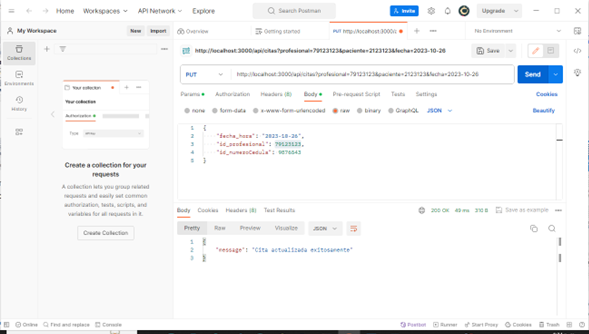 Home Workspaces API Network Explore
Search Postman
Invite
Upgrade
My Workspace
New Import
Overview
Getting started
PUT http://localhost:3000/a
No Environment
Collections
Environments
History
Your collection
Your collection
Authorization
Type
Create a collection for your
requests
A collection lets you group related
requests and easily set common
authorization, tests, scripts, and
variables for all requests in it.
Create Collection
http://localhost:3000/api/citas?profesional=79123123&paciente=2123123&fecha=2023-10-26
Save
PUT
http://localhost:3000/api/citas?profesional=79123123&paciente=2123123&fecha=2023-10-26
Send
Params Authorization Headers (8) Body Pre-request Script Tests Settings
Cookies
none form-data x-www-form-urlencoded raw binary GraphQL JSON
Beautify
1 {
2 "fecha_hora": "2023-10-26",
3 "id_profesional": 79123123,
4 "id_numeroCedula": 9876543
5 }
Body Cookies Headers (8) Test Results
200 OK 48 ms 310 B
Save as example
Pretty Raw Preview Visualize JSON
1 {
2 "message": "Cita actualizada exitosamente"
3 }
Online Find and replace Console
Postbot Runner Start Proxy Cookies Trash